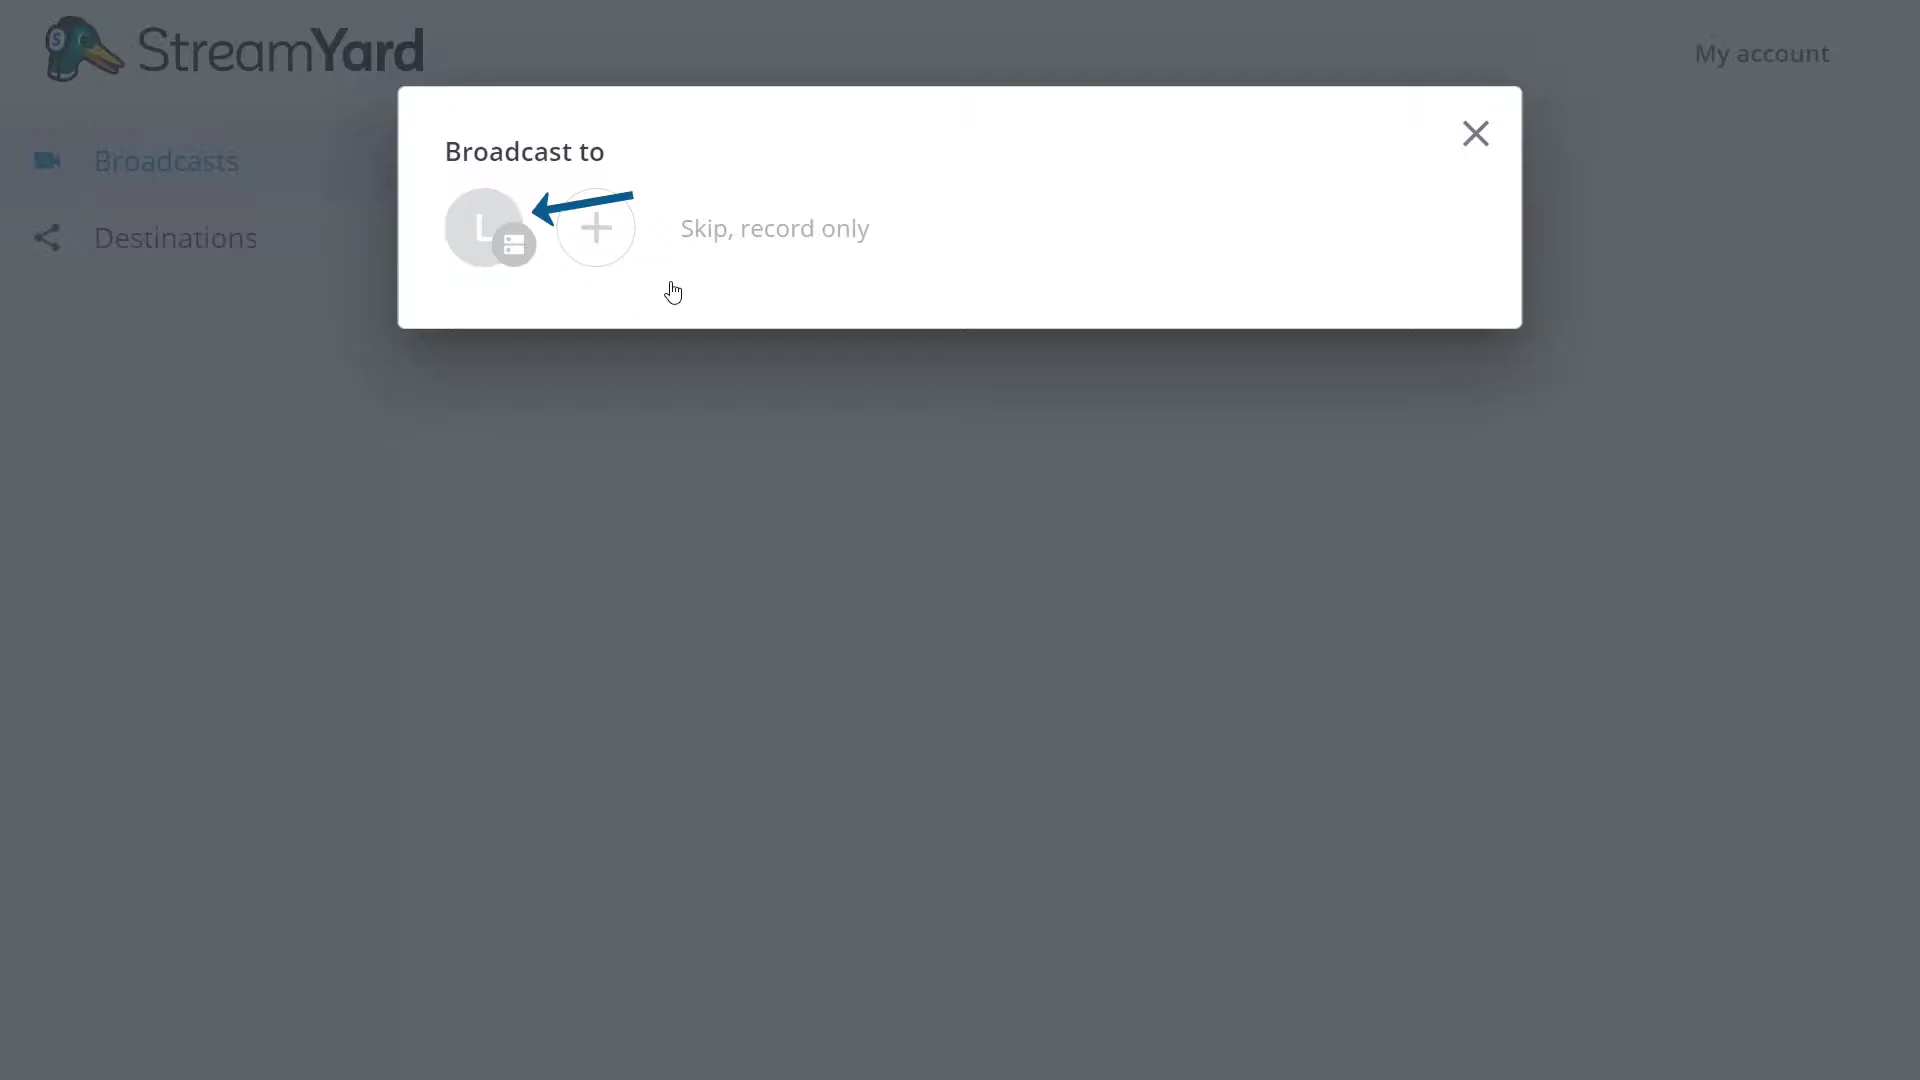 StreamYard
My account
Broadcasts
Destinations
Broadcast to
L
Skip, record only